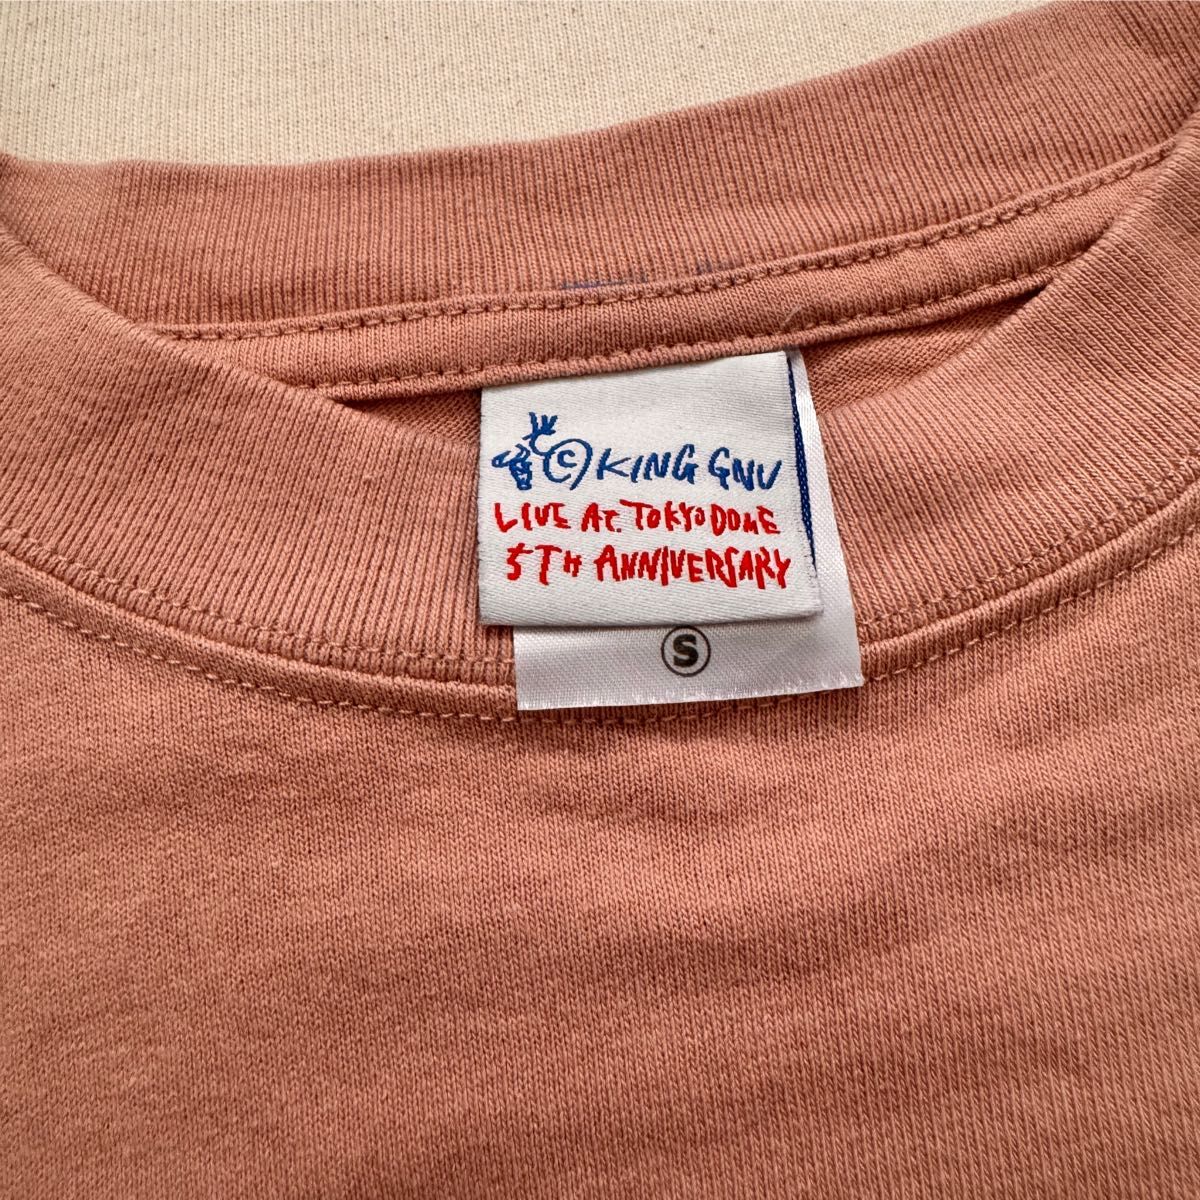 © KING GNU
LIVE AT. TOKYO DOME
5TH ANNIVERSARY
S